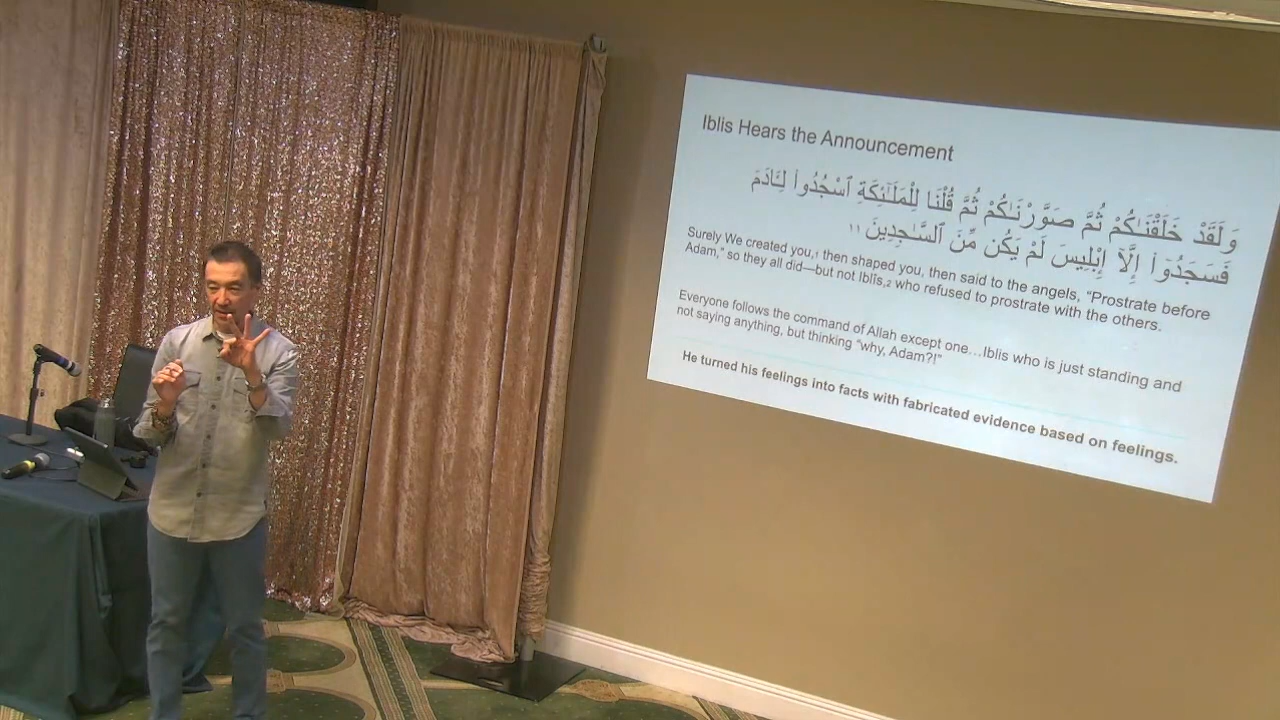 Iblis Hears the Announcement
وَلَقَدْ خَلَقْنَـٰكُمْ ثُمَّ صَوَّرْنَـٰكُمْ ثُمَّ قُلْنَا لِلْمَلَـٰٓئِكَةِ ٱسْجُدُوا۟ لِـَٔادَمَ
فَسَجَدُوٓا۟ إِلَّآ إِبْلِيسَ لَمْ يَكُن مِّنَ ٱلسَّـٰجِدِينَ ١١
Surely We created you,₁ then shaped you, then said to the angels, “Prostrate before
Adam,” so they all did—but not Iblîs,₂ who refused to prostrate with the others.
Everyone follows the command of Allah except one…Iblis who is just standing and
not saying anything, but thinking “why, Adam?!”
He turned his feelings into facts with fabricated evidence based on feelings.